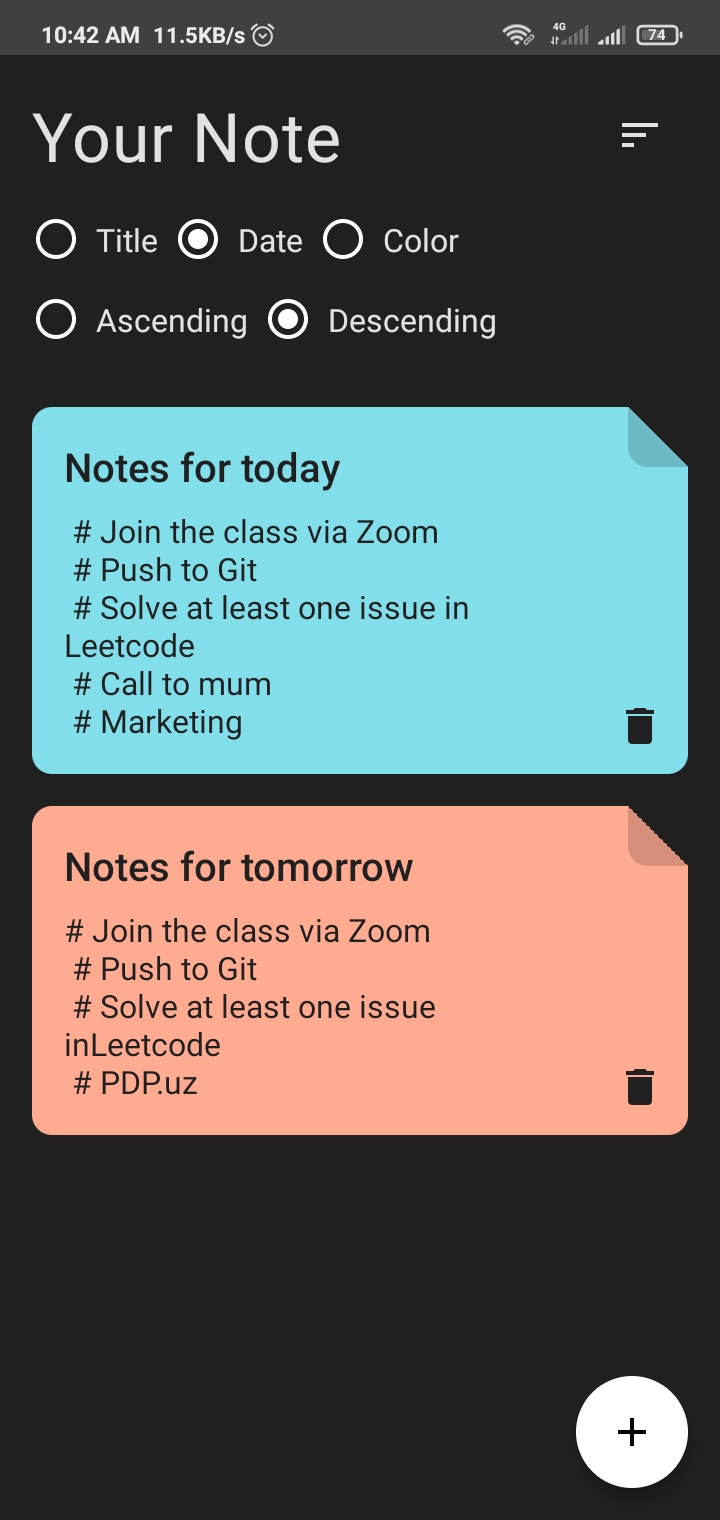 10:42 AM 11.5KB/s 4G 74
Your Note
Title Date Color
Ascending Descending
Notes for today
# Join the class via Zoom
# Push to Git
# Solve at least one issue in
Leetcode
# Call to mum
# Marketing
Notes for tomorrow
# Join the class via Zoom
# Push to Git
# Solve at least one issue
inLeetcode
# PDP.uz